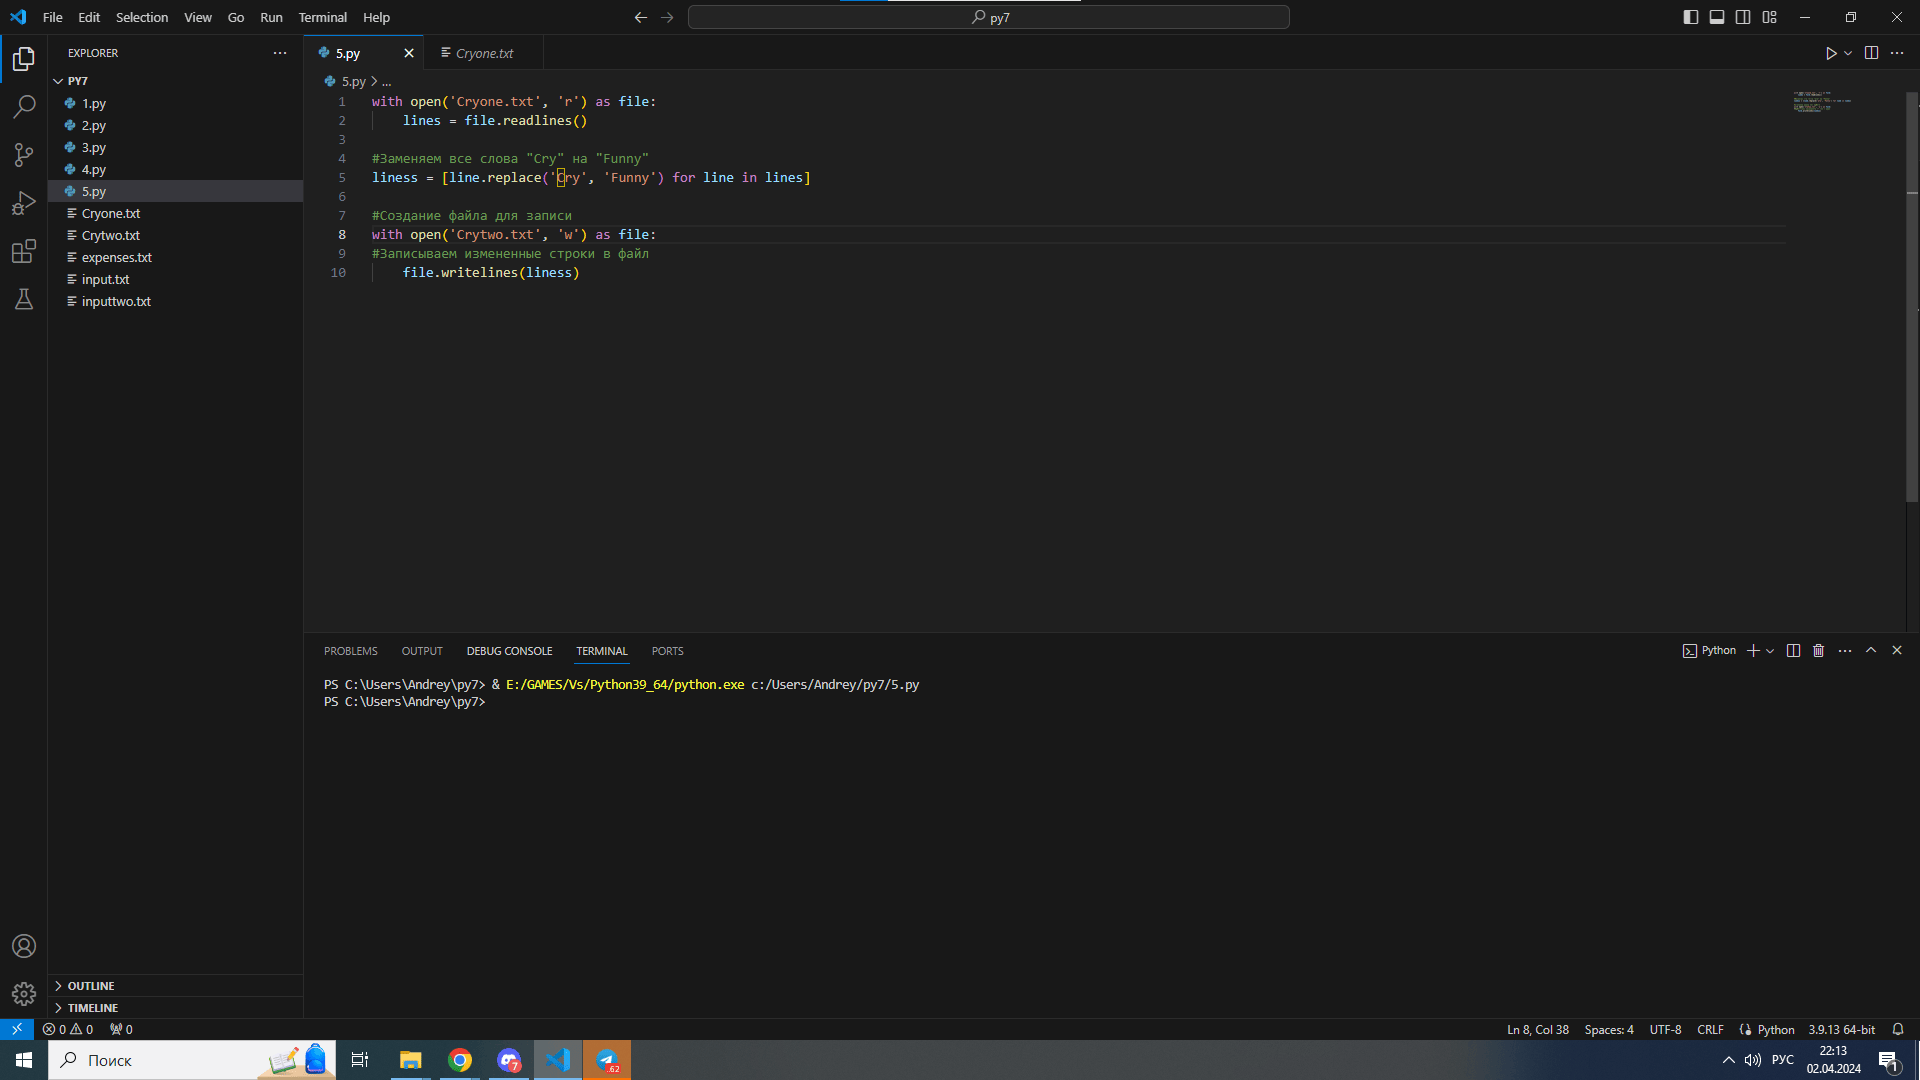 File Edit Selection View Go Run Terminal Help
py7
EXPLORER
PY7
1.py
2.py
3.py
4.py
5.py
Cryone.txt
Crytwo.txt
expenses.txt
input.txt
inputtwo.txt
OUTLINE
TIMELINE
5.py Cryone.txt
5.py > ...
1 with open('Cryone.txt', 'r') as file:
2 lines = file.readlines()
3
4 #Заменяем все слова "Cry" на "Funny"
5 liness = [line.replace('Cry', 'Funny') for line in lines]
6
7 #Создание файла для записи
8 with open('Crytwo.txt', 'w') as file:
9 #Записываем измененные строки в файл
10 file.writelines(liness)
PROBLEMS OUTPUT DEBUG CONSOLE TERMINAL PORTS
Python
PS C:\Users\Andrey\py7> & E:/GAMES/Vs/Python39_64/python.exe c:/Users/Andrey/py7/5.py
PS C:\Users\Andrey\py7>
0 0 0
Ln 8, Col 38 Spaces: 4 UTF-8 CRLF Python 3.9.13 64-bit
Поиск
7
..62
РУС
22:13
02.04.2024
1